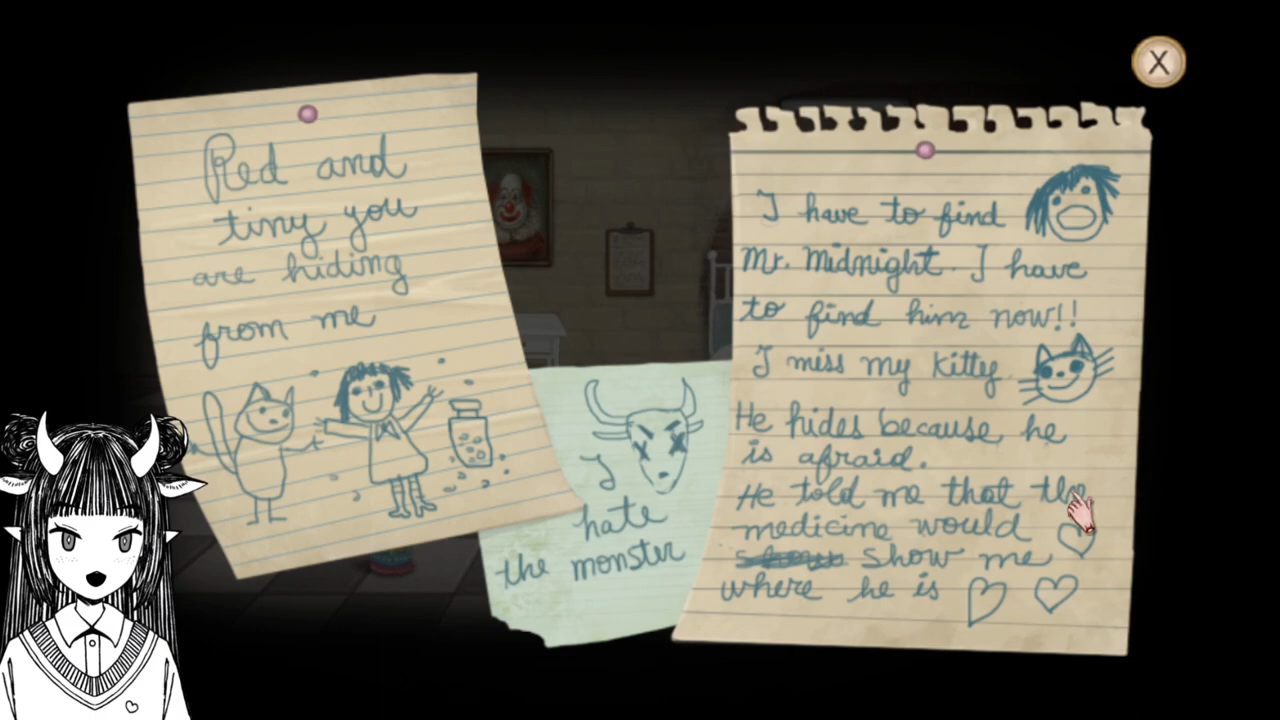 Red and
tiny you
are hiding
from me
I
hate
the monster
I have to find
Mr. Midnight. I have
to find him now!!
I miss my kitty
He hides because he
is afraid.
He told me that the
medicine would
show me
where he is
X